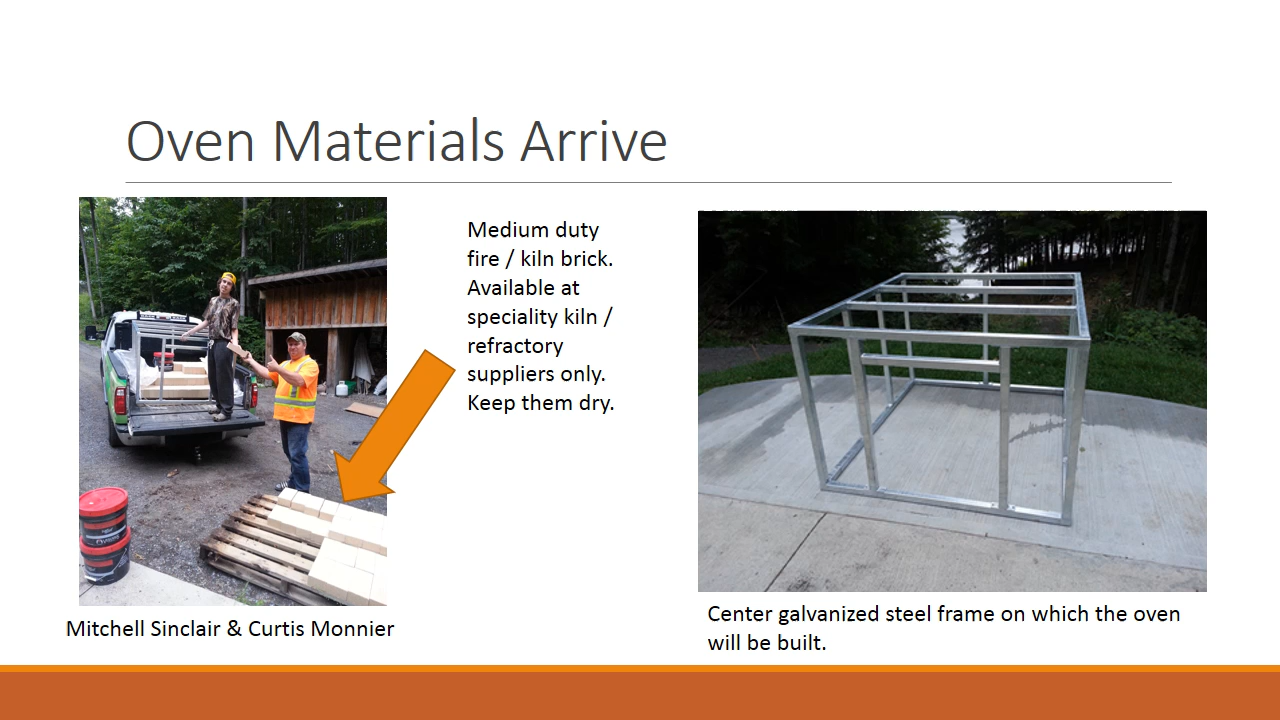 Oven Materials Arrive
Medium duty
fire / kiln brick.
Available at
speciality kiln /
refractory
suppliers only.
Keep them dry.
Mitchell Sinclair & Curtis Monnier
Center galvanized steel frame on which the oven
will be built.